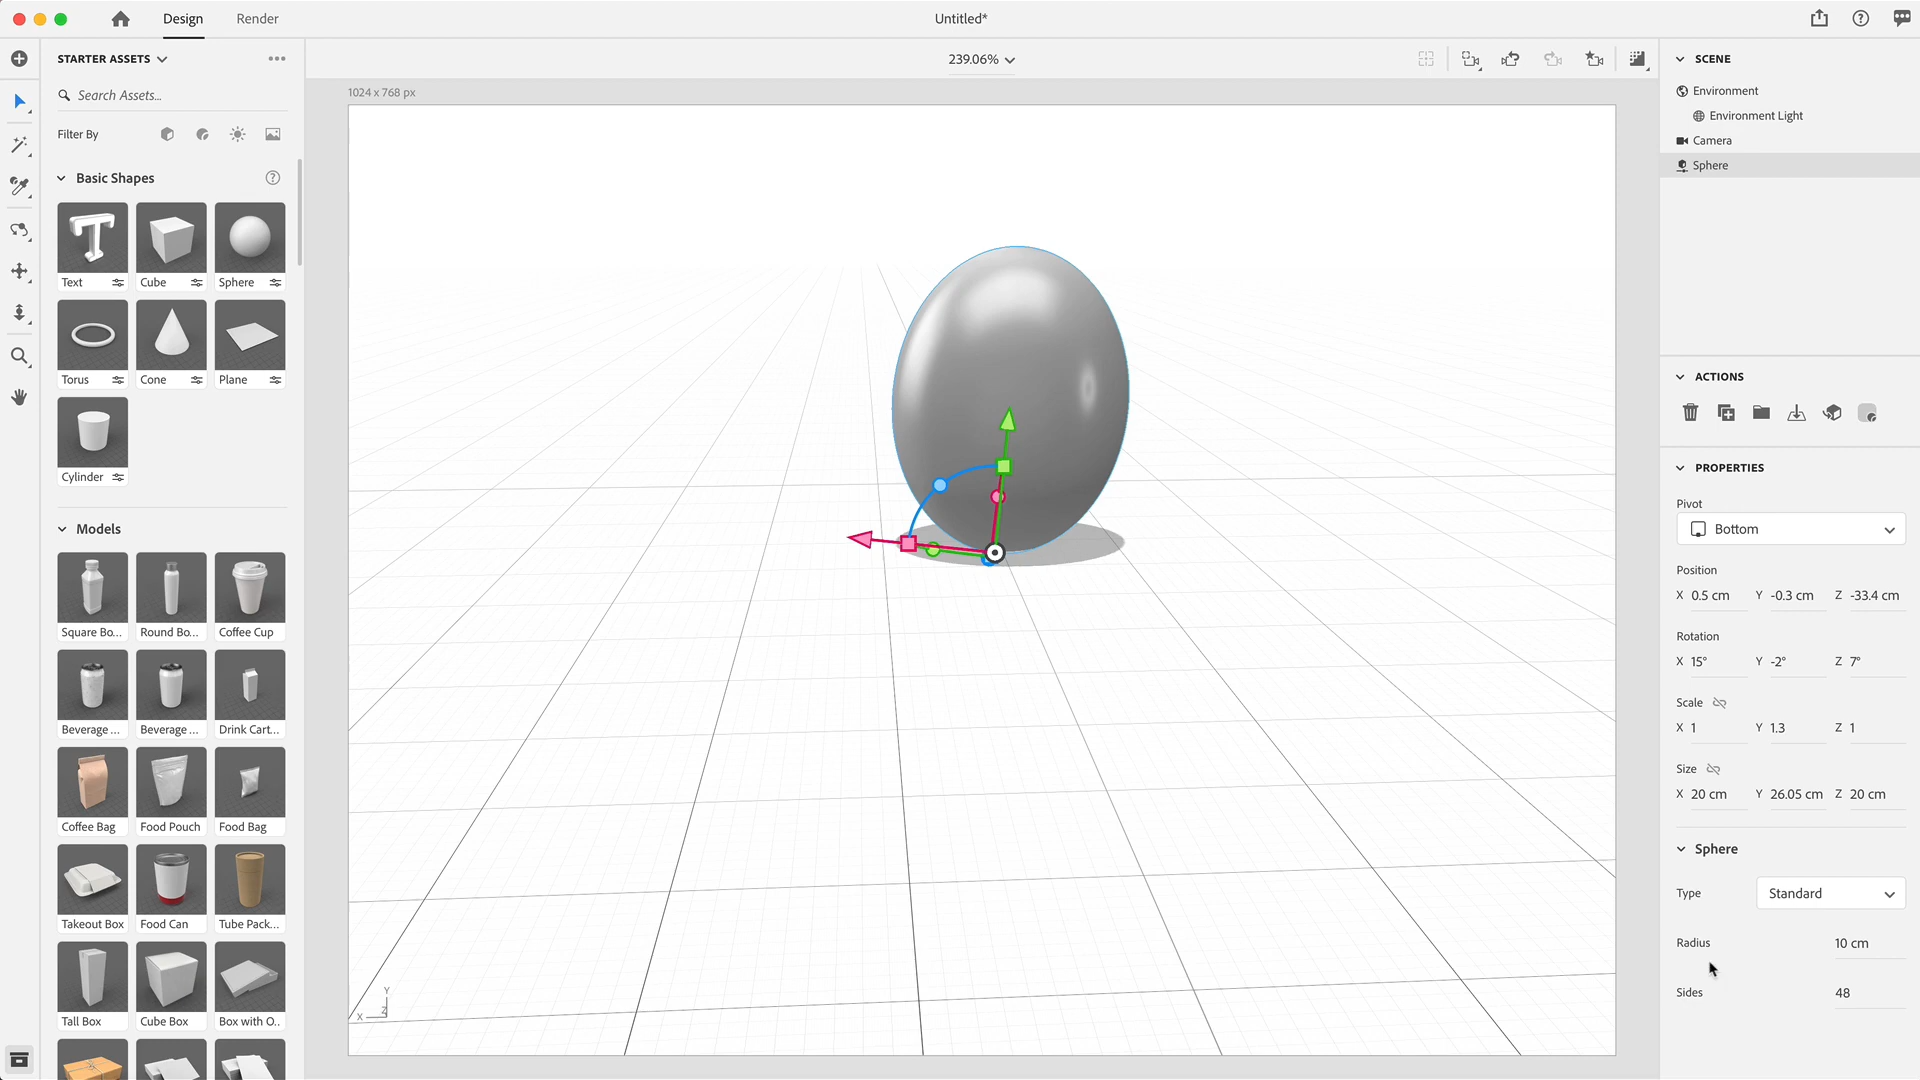 Design
Render
Untitled*
STARTER ASSETS
Search Assets...
Filter By
Basic Shapes
Text
Cube
Sphere
Torus
Cone
Plane
Cylinder
Models
Square Bo...
Round Bo...
Coffee Cup
Beverage ...
Beverage ...
Drink Cart...
Coffee Bag
Food Pouch
Food Bag
Takeout Box
Food Can
Tube Pack...
Tall Box
Cube Box
Box with O..
239.06%
1024 x 768 px
Y
X
Z
SCENE
Environment
Environment Light
Camera
Sphere
ACTIONS
PROPERTIES
Pivot
Bottom
Position
X 0.5 cm Y -0.3 cm Z -33.4 cm
Rotation
X 15° Y -2° Z 7°
Scale
X 1 Y 1.3 Z 1
Size
X 20 cm Y 26.05 cm Z 20 cm
Sphere
Type Standard
Radius 10 cm
Sides 48